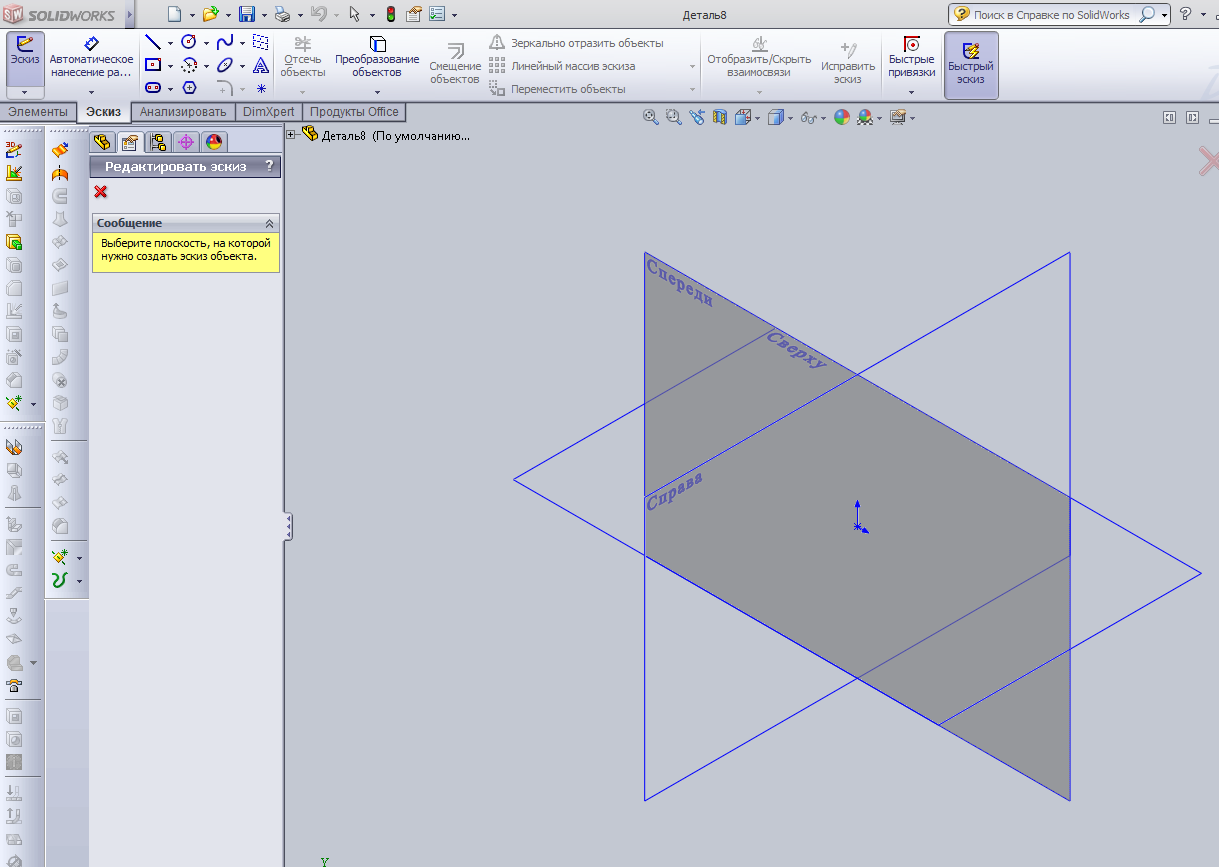 SW SOLIDWORKS
Деталь8
Поиск в Справке по SolidWorks
?
Эскиз
Автоматическое нанесение ра...
Отсечь объекты
Преобразование объектов
Смещение объектов
Зеркально отразить объекты
Линейный массив эскиза
Переместить объекты
Отобразить/Скрыть взаимосвязи
Исправить эскиз
Быстрые привязки
Быстрый эскиз
Элементы
Эскиз
Анализировать
DimXpert
Продукты Office
Деталь8 (По умолчанию...
Редактировать эскиз
?
Сообщение
Выберите плоскость, на которой
нужно создать эскиз объекта.
3D
Спереди
Сверху
Справа
Y